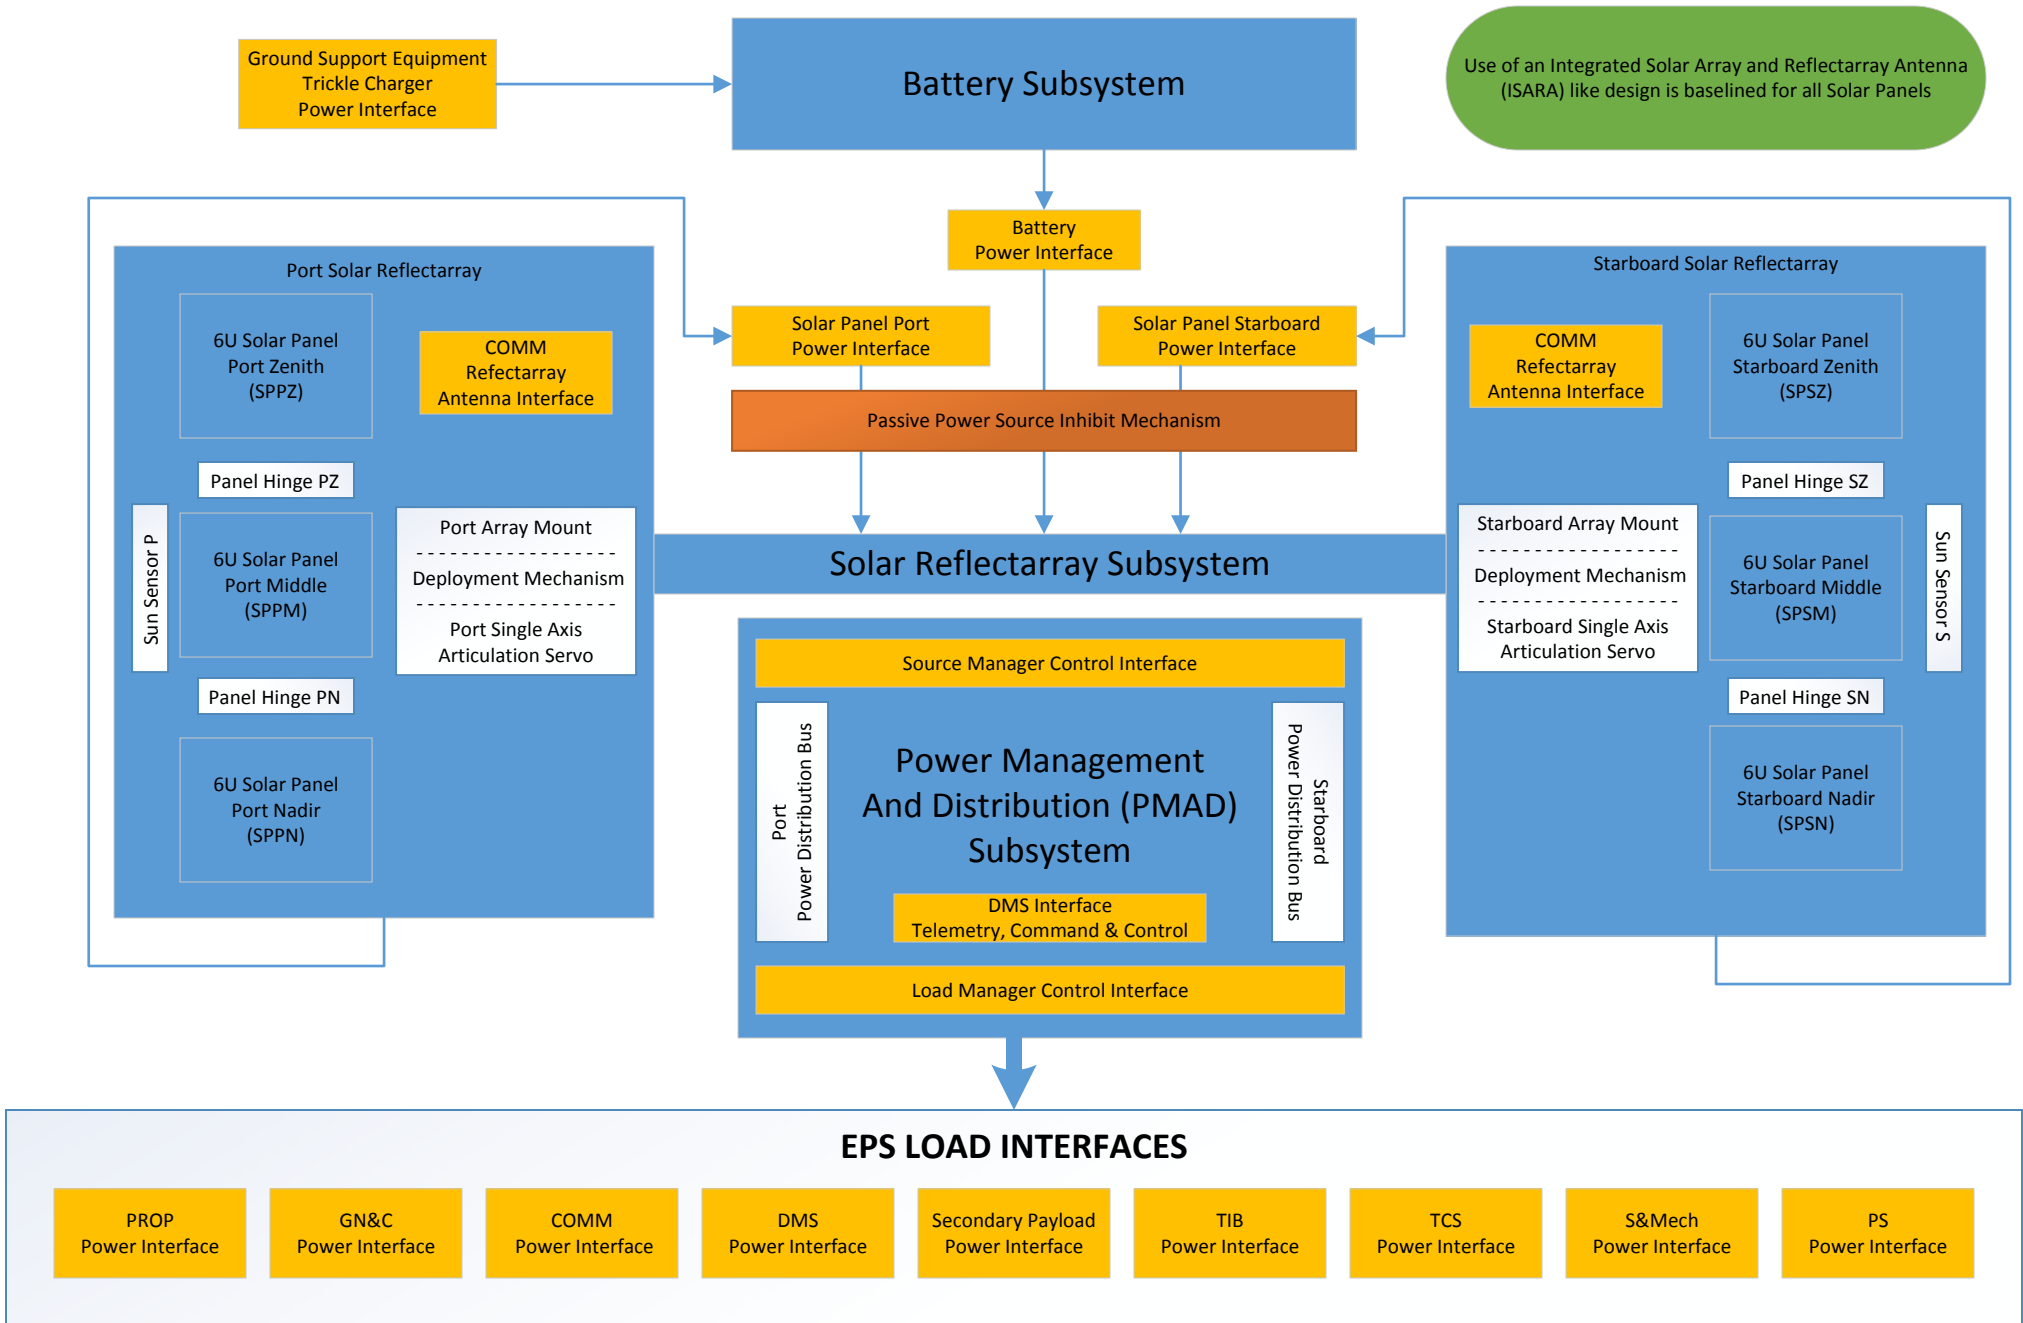 Ground Support Equipment
Trickle Charger
Power Interface
Battery Subsystem
Use of an Integrated Solar Array and Reflectarray Antenna
(ISARA) like design is baselined for all Solar Panels
Battery
Power Interface
Solar Panel Port
Power Interface
Solar Panel Starboard
Power Interface
Passive Power Source Inhibit Mechanism
Port Solar Reflectarray
6U Solar Panel
Port Zenith
(SPPZ)
COMM
Refectarray
Antenna Interface
Panel Hinge PZ
Sun Sensor P
6U Solar Panel
Port Middle
(SPPM)
Port Array Mount
- - - - - - - - - - - - - - - - - -
Deployment Mechanism
- - - - - - - - - - - - - - - - - -
Port Single Axis
Articulation Servo
Panel Hinge PN
6U Solar Panel
Port Nadir
(SPPN)
Solar Reflectarray Subsystem
Starboard Solar Reflectarray
COMM
Refectarray
Antenna Interface
6U Solar Panel
Starboard Zenith
(SPSZ)
Panel Hinge SZ
Starboard Array Mount
- - - - - - - - - - - - - - - - - -
Deployment Mechanism
- - - - - - - - - - - - - - - - - -
Starboard Single Axis
Articulation Servo
6U Solar Panel
Starboard Middle
(SPSM)
Sun Sensor S
Panel Hinge SN
6U Solar Panel
Starboard Nadir
(SPSN)
Source Manager Control Interface
Port
Power Distribution Bus
Power Management
And Distribution (PMAD)
Subsystem
Starboard
Power Distribution Bus
DMS Interface
Telemetry, Command & Control
Load Manager Control Interface
EPS LOAD INTERFACES
PROP
Power Interface
GN&C
Power Interface
COMM
Power Interface
DMS
Power Interface
Secondary Payload
Power Interface
TIB
Power Interface
TCS
Power Interface
S&Mech
Power Interface
PS
Power Interface